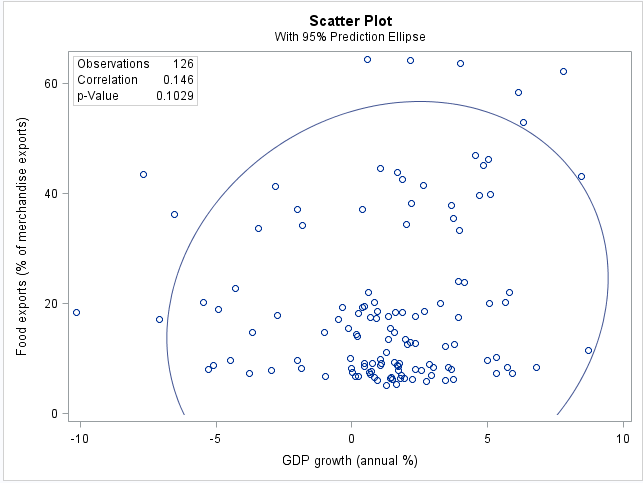 Scatter Plot
With 95% Prediction Ellipse
Observations 126
Correlation 0.146
p-Value 0.1029
60
40
20
0
Food exports (% of merchandise exports)
-10 -5 0 5 10
GDP growth (annual %)